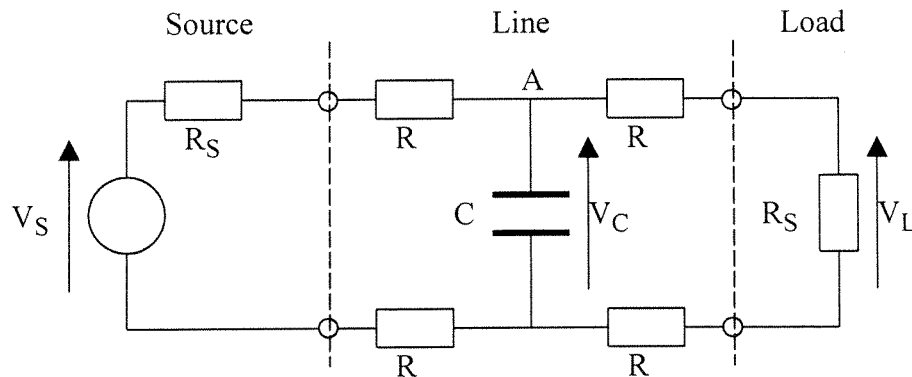 Source Line Load
A
R_S R R
V_S C V_C R_S V_L
R R